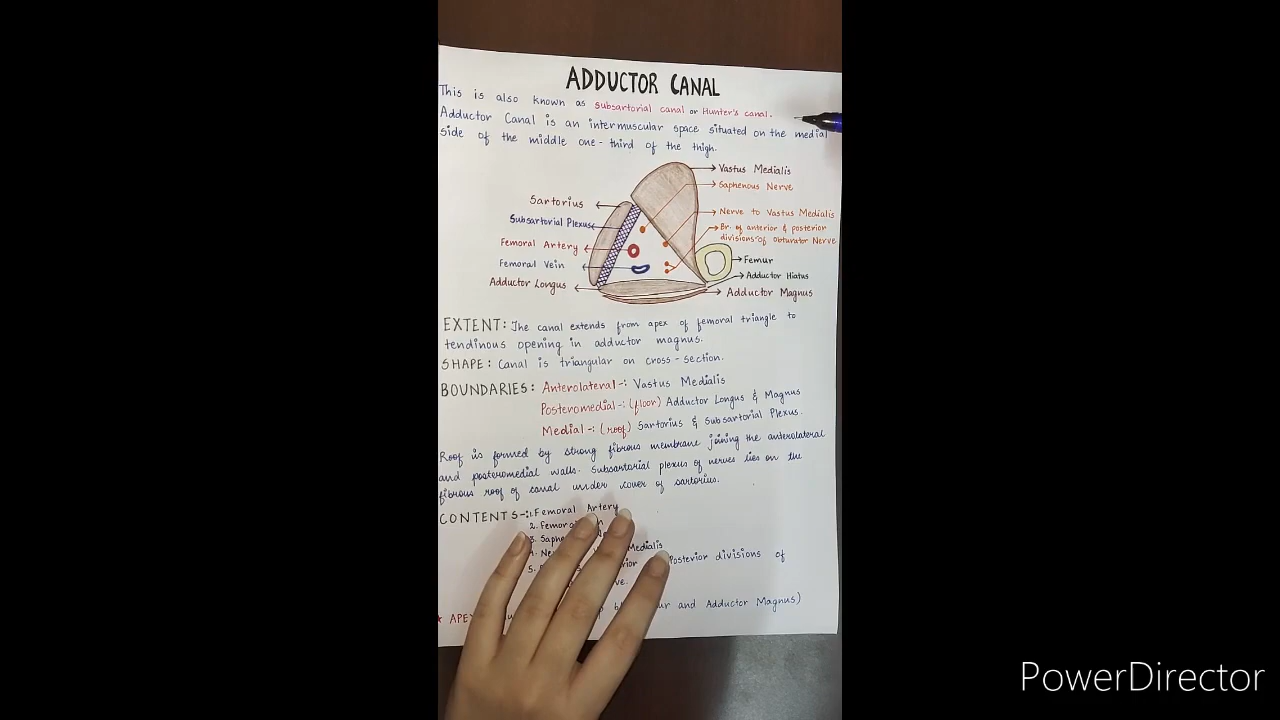 ADDUCTOR CANAL
This is also known as Subsartorial canal or Hunter's canal.
Adductor Canal is an intermuscular space situated on the medial
side of the middle one-third of the thigh.
Vastus Medialis
Saphenous Nerve
Sartorius
Nerve to Vastus Medialis
Subsartorial Plexus
Br. of anterior & posterior
divisions of obturator Nerve
Femoral Artery
Femur
Femoral Vein
Adductor Hiatus
Adductor Longus
Adductor Magnus
EXTENT: The canal extends from apex of femoral triangle to
tendinous opening in adductor magnus.
SHAPE: Canal is triangular on cross-section.
BOUNDARIES: Anterolateral-: Vastus Medialis
Posteromedial-: (floor) Adductor Longus & Magnus
Medial-: (roof) Sartorius & Subsartorial Plexus.
Roof is formed by strong fibrous membrane joining the anterolateral
and posteromedial walls. Subsartorial plexus of nerves lies on the
fibrous roof of canal under cover of sartorius.
CONTENTS-: 1. Femoral Artery
2.
3.
4. Medialis
5. Posterior divisions of
* APEX and Adductor Magnus)
PowerDirector